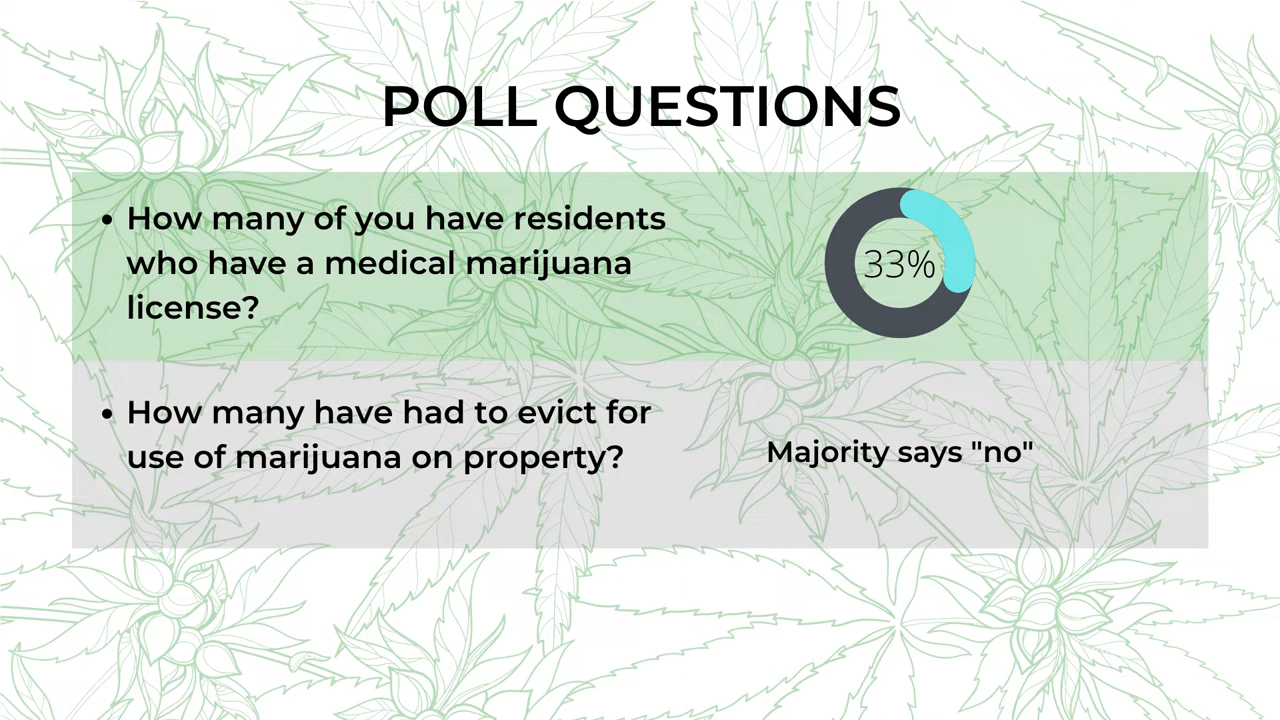 POLL QUESTIONS
• How many of you have residents
who have a medical marijuana
license?
33%
• How many have had to evict for
use of marijuana on property?
Majority says "no"